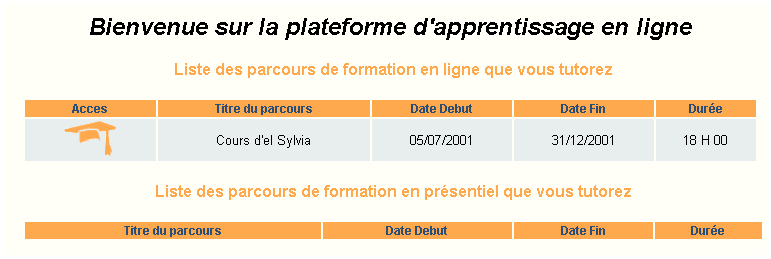 Bienvenue sur la plateforme d'apprentissage en ligne
Liste des parcours de formation en ligne que vous tutorez
Acces Titre du parcours Date Debut Date Fin Durée
Cours d'el Sylvia 05/07/2001 31/12/2001 18 H 00
Liste des parcours de formation en présentiel que vous tutorez
Titre du parcours Date Debut Date Fin Durée